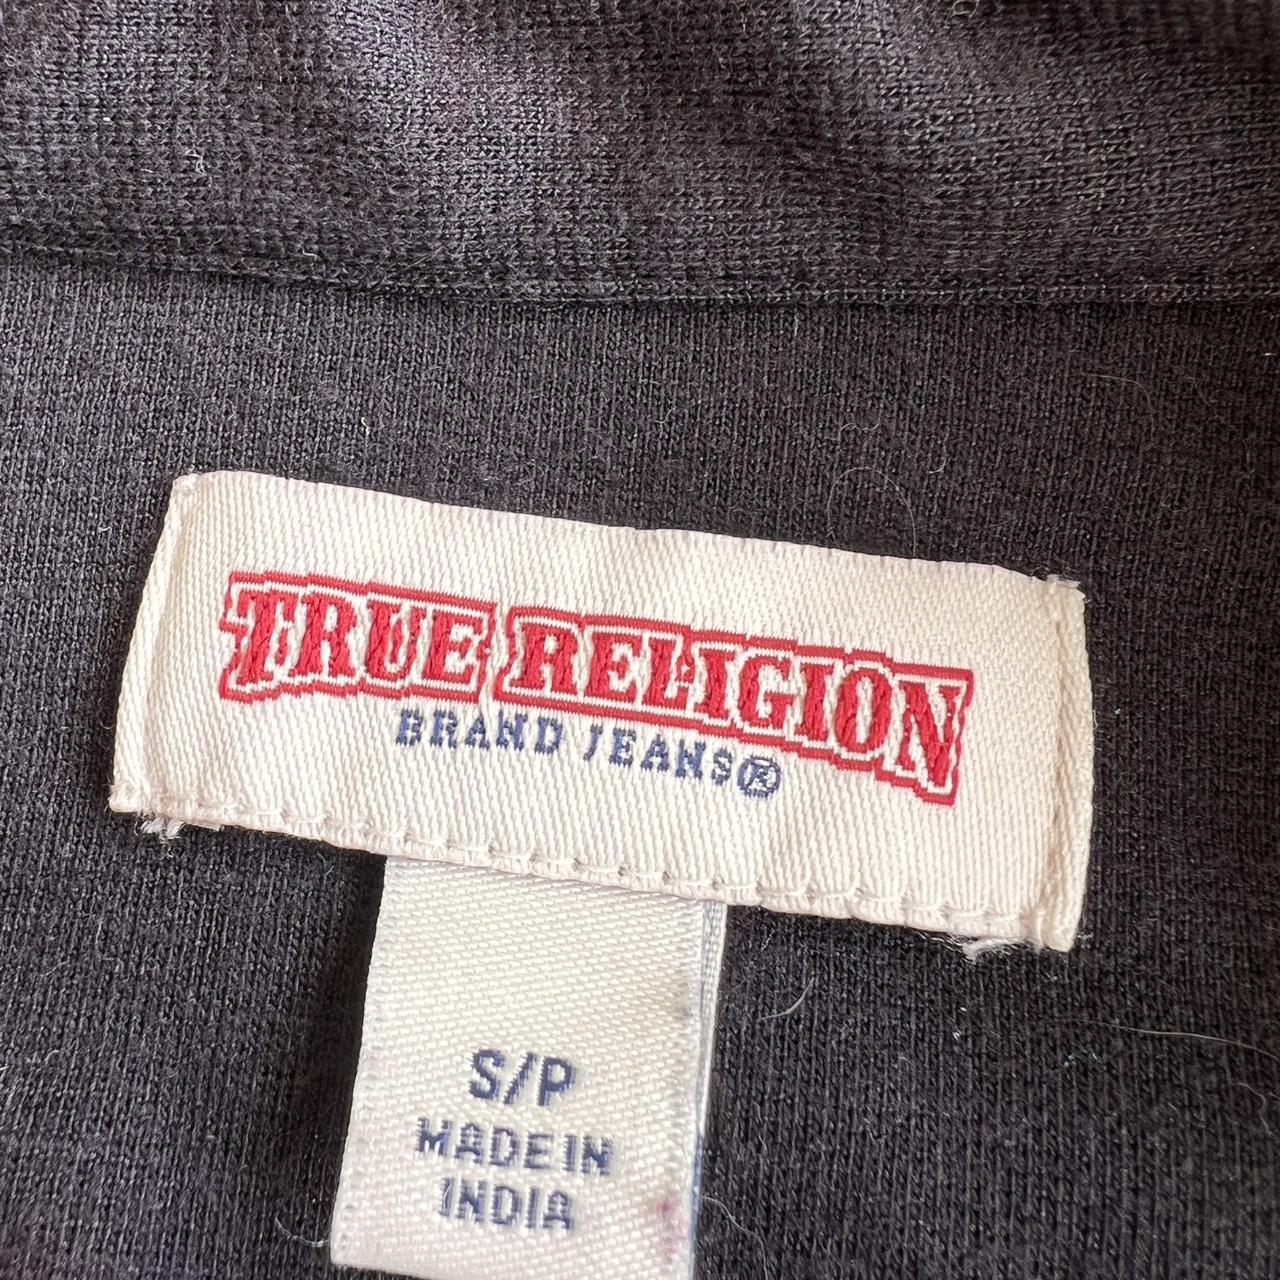 TRUE RELIGION
BRAND JEANS®
S/P
MADE IN
INDIA